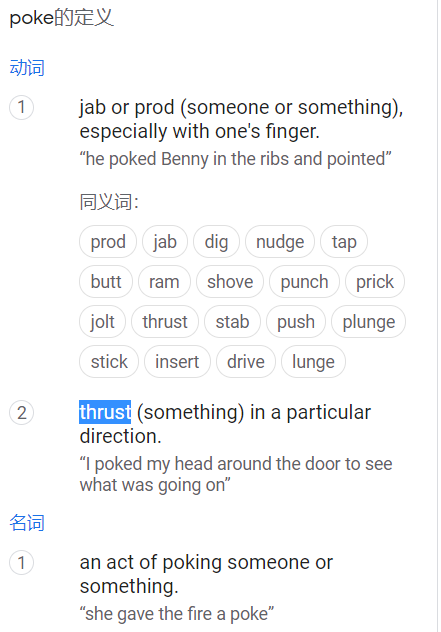 poke的定义
动词
1
jab or prod (someone or something),
especially with one's finger.
“he poked Benny in the ribs and pointed”
同义词：
prod jab dig nudge tap
butt ram shove punch prick
jolt thrust stab push plunge
stick insert drive lunge
2
thrust (something) in a particular
direction.
“I poked my head around the door to see
what was going on”
名词
1
an act of poking someone or
something.
“she gave the fire a poke”